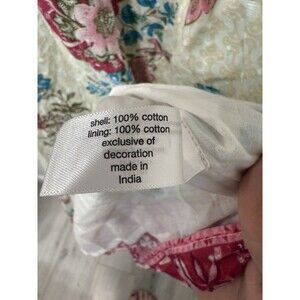 shell: 100% cotton
lining: 100% cotton
exclusive of
decoration
made in
India